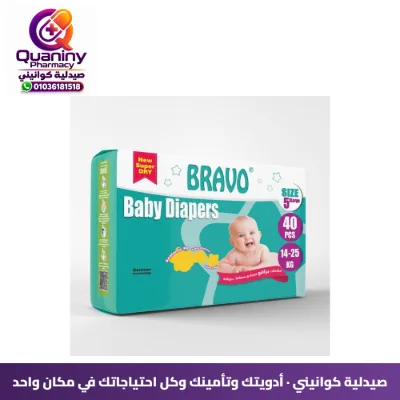 Quaniny
Pharmacy
صيدلية كوانيني
01036181518
New
Super
DRY
BRAVO®
Baby Diapers
SIZE
5
40
PCS
14-25
KG
صيدلية كوانيني - أدويتك وتأمينك وكل احتياجاتك في مكان واحد